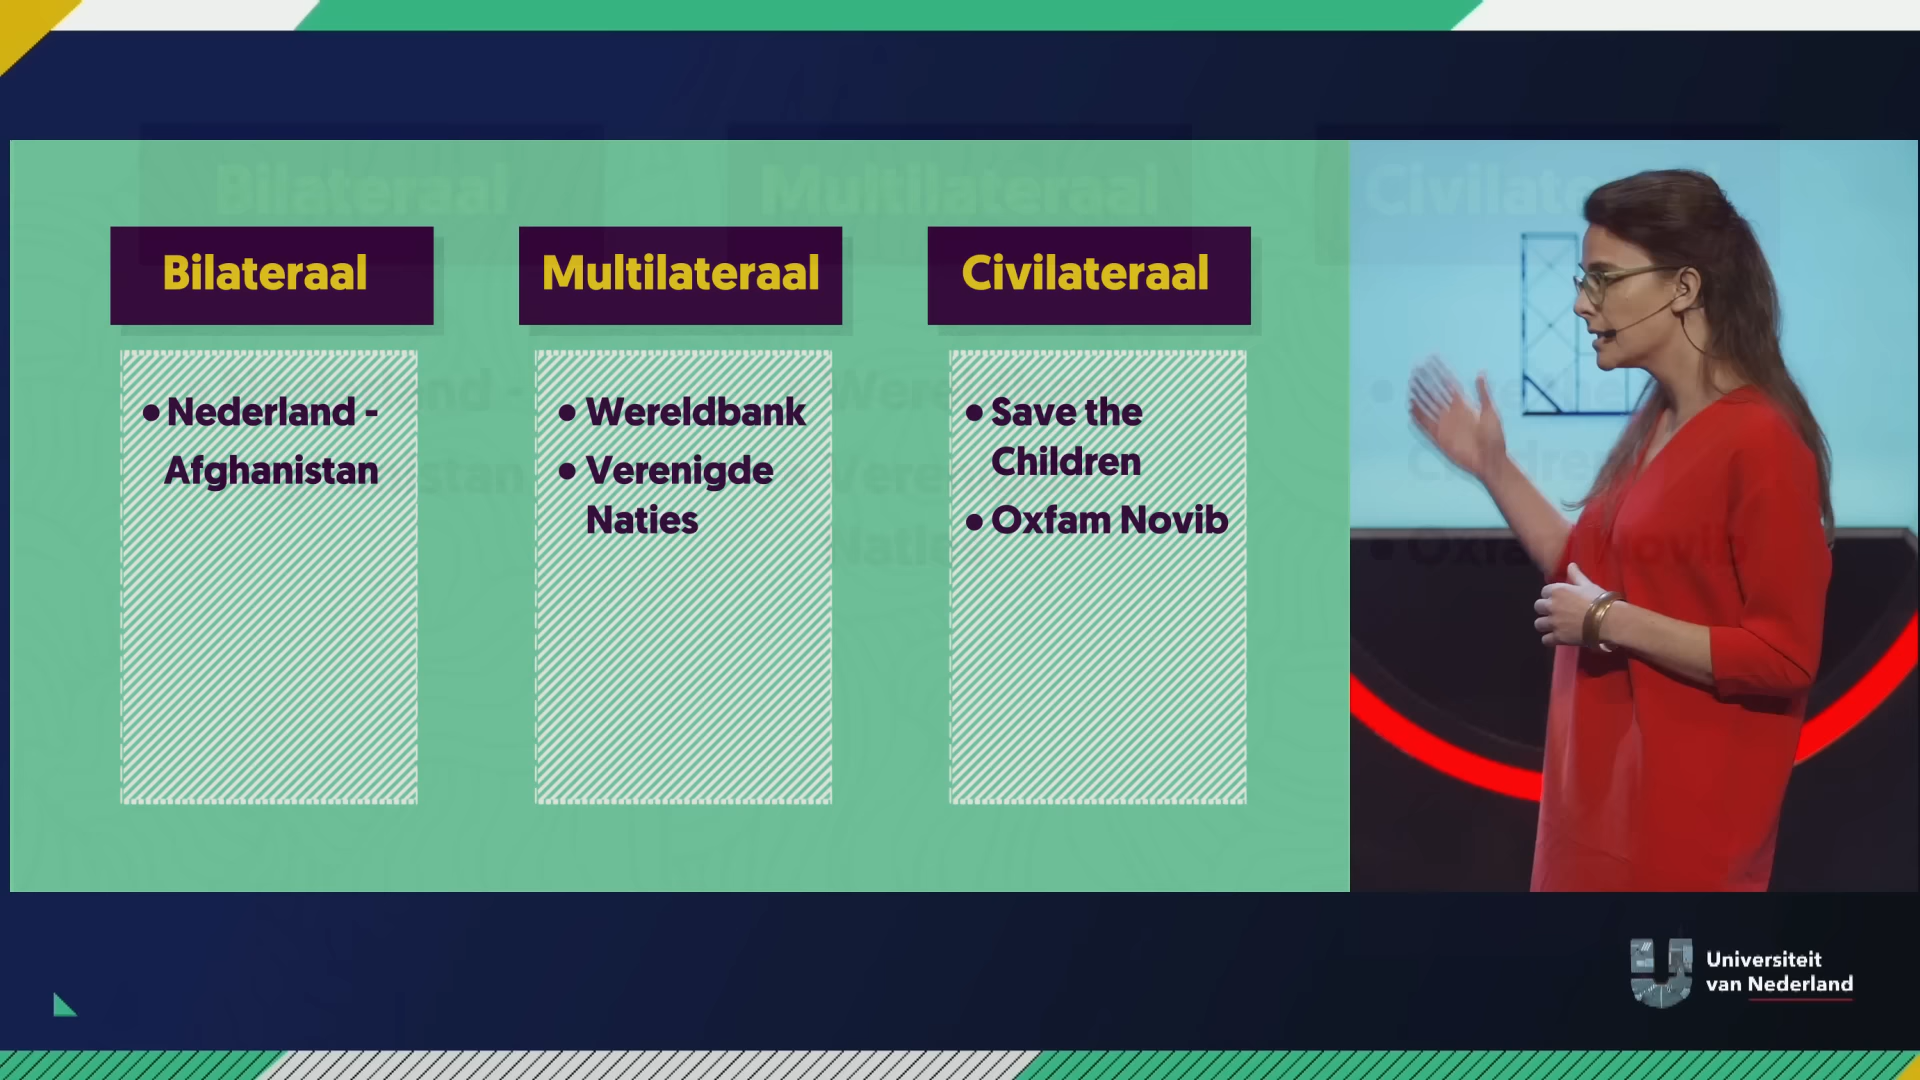 Bilateraal
• Nederland -
Afghanistan
Multilateraal
• Wereldbank
• Verenigde
Naties
Civilateraal
• Save the
Children
• Oxfam Novib
Universiteit
van Nederland